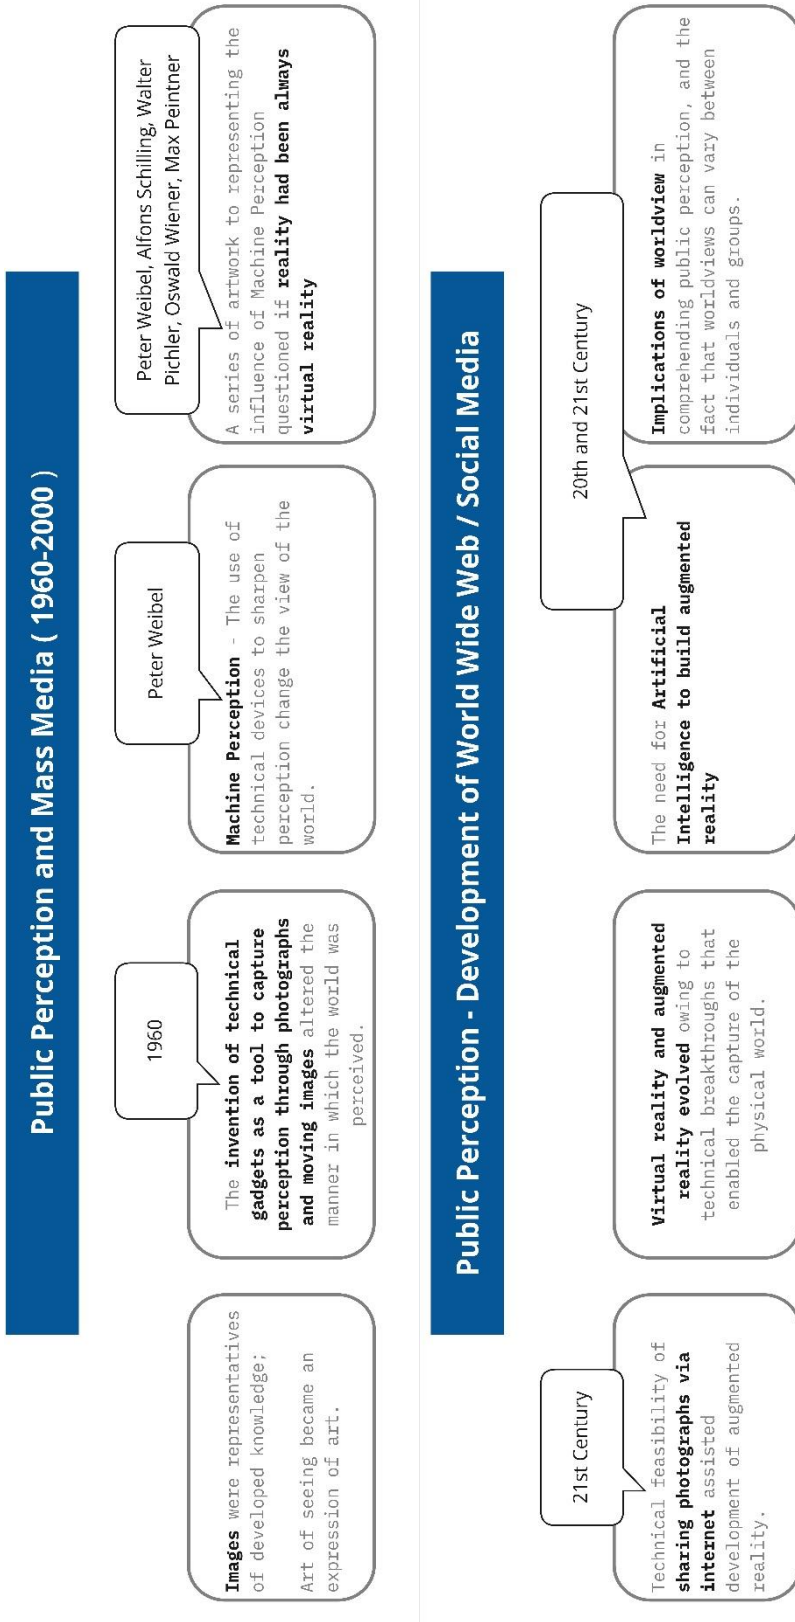 Public Perception and Mass Media ( 1960-2000 )
Images were representatives
of developed knowledge;
Art of seeing became an
expression of art.
1960
The invention of technical
gadgets as a tool to capture
perception through photographs
and moving images altered the
manner in which the world was
perceived.
Peter Weibel
Machine Perception - The use of
technical devices to sharpen
perception change the view of the
world.
Peter Weibel, Alfons Schilling, Walter
Pichler, Oswald Wiener, Max Peintner
A series of artwork to representing the
influence of Machine Perception
questioned if reality had been always
virtual reality
Public Perception - Development of World Wide Web / Social Media
21st Century
Technical feasibility of
sharing photographs via
internet assisted
development of augmented
reality.
Virtual reality and augmented
reality evolved owing to
technical breakthroughs that
enabled the capture of the
physical world.
20th and 21st Century
The need for Artificial
Intelligence to build augmented
reality
Implications of worldview in
comprehending public perception, and the
fact that worldviews can vary between
individuals and groups.